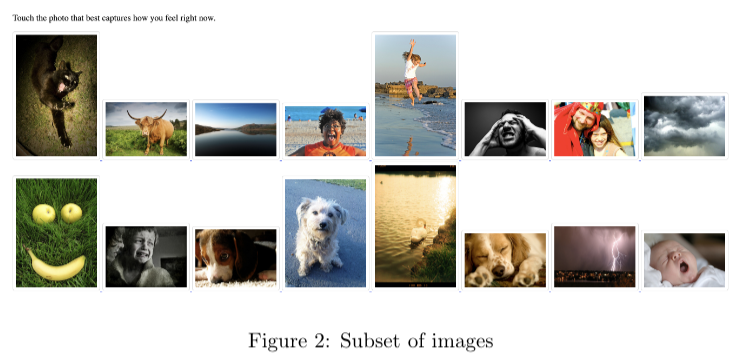 Touch the photo that best captures how you feel right now.
Figure 2: Subset of images